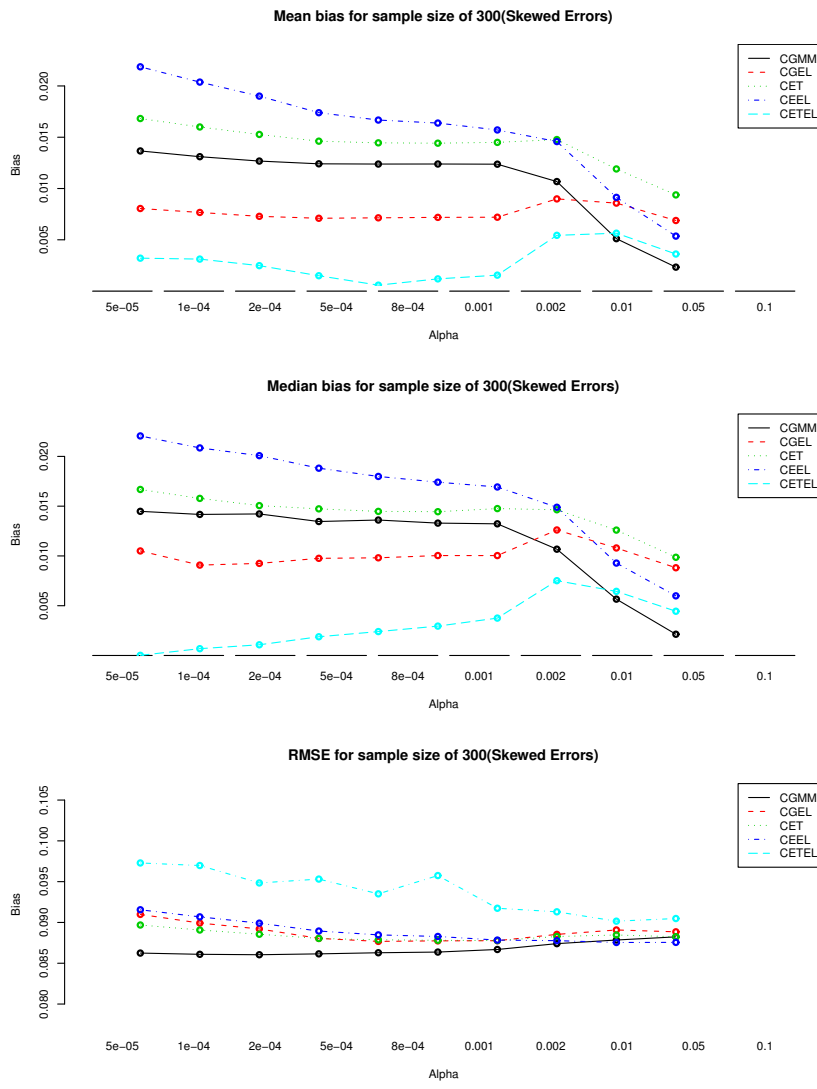 Mean bias for sample size of 300(Skewed Errors)
CGMM
CGEL
CET
CEEL
CETEL
Bias
0.005
0.010
0.015
0.020
5e−05 1e−04 2e−04 5e−04 8e−04 0.001 0.002 0.01 0.05 0.1
Alpha
Median bias for sample size of 300(Skewed Errors)
CGMM
CGEL
CET
CEEL
CETEL
Bias
0.005
0.010
0.015
0.020
5e−05 1e−04 2e−04 5e−04 8e−04 0.001 0.002 0.01 0.05 0.1
Alpha
RMSE for sample size of 300(Skewed Errors)
CGMM
CGEL
CET
CEEL
CETEL
Bias
0.080
0.085
0.090
0.095
0.100
0.105
5e−05 1e−04 2e−04 5e−04 8e−04 0.001 0.002 0.01 0.05 0.1
Alpha